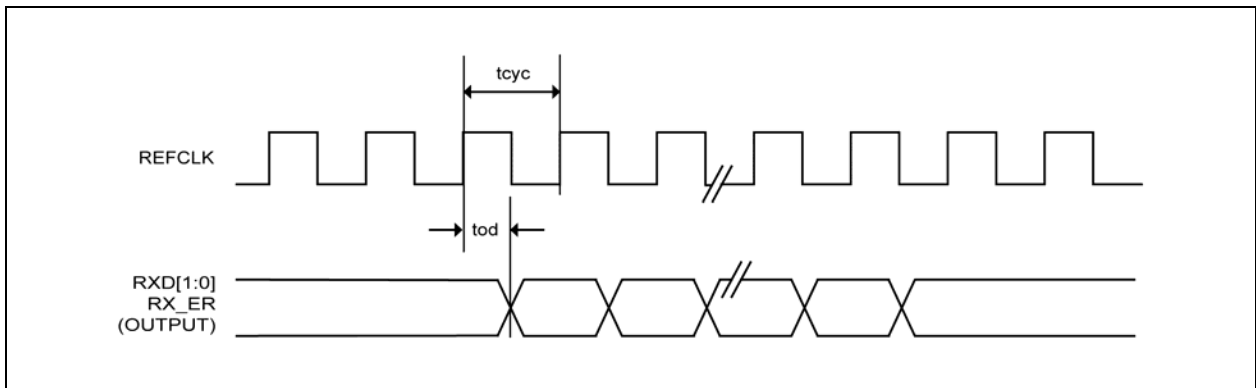 tcyc
REFCLK
tod
RXD[1:0]
RX_ER
(OUTPUT)